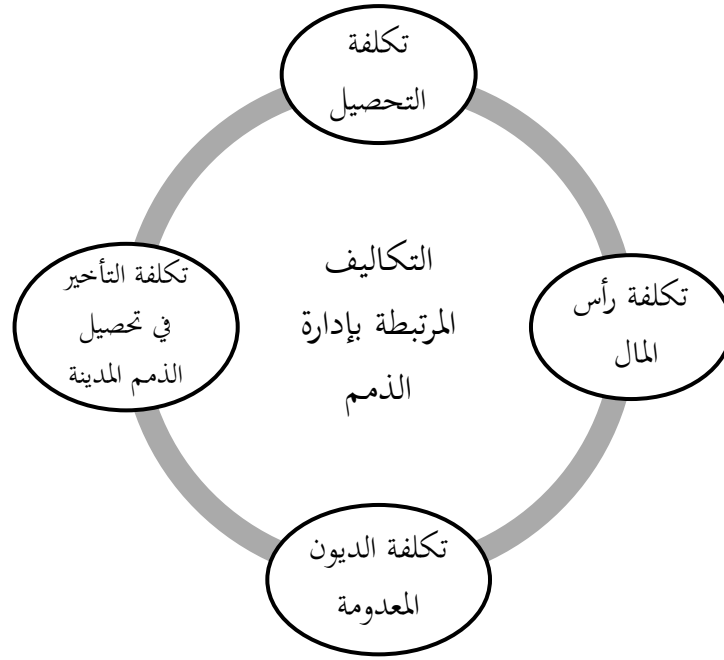 تكلفة
التحصيل
تكلفة رأس
المال
تكلفة الديون
المعدومة
تكلفة التأخير
في تحصيل
الذمم المدينة
التكاليف
المرتبطة بإدارة
الذمم